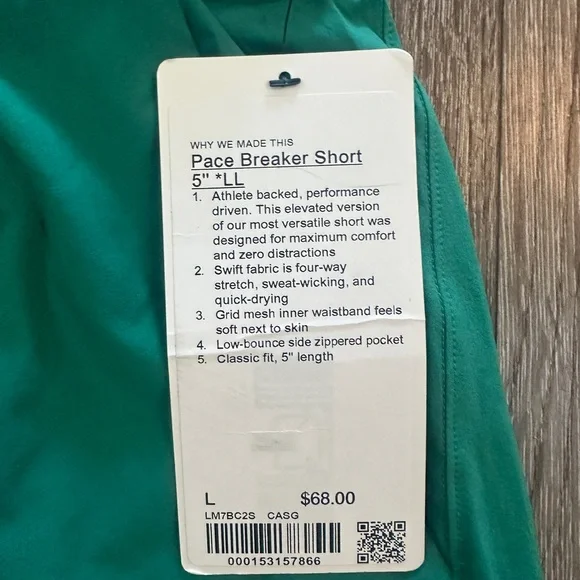 WHY WE MADE THIS
Pace Breaker Short
5" *LL
1. Athlete backed, performance
driven. This elevated version
of our most versatile short was
designed for maximum comfort
and zero distractions
2. Swift fabric is four-way
stretch, sweat-wicking, and
quick-drying
3. Grid mesh inner waistband feels
soft next to skin
4. Low-bounce side zippered pocket
5. Classic fit, 5" length
L $68.00
LM7BC2S CASG
000153157866